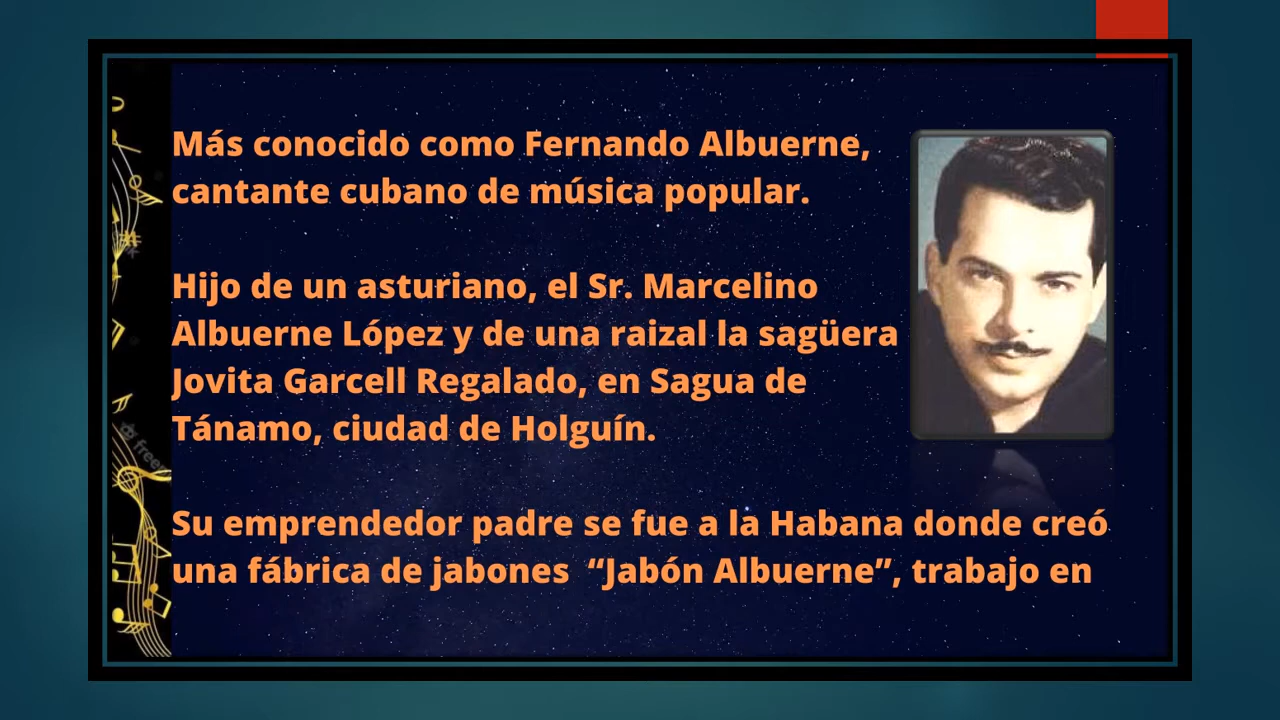 Más conocido como Fernando Albuerne,
cantante cubano de música popular.
Hijo de un asturiano, el Sr. Marcelino
Albuerne López y de una raizal la sagüera
Jovita Garcell Regalado, en Sagua de
Tánamo, ciudad de Holguín.
Su emprendedor padre se fue a la Habana donde creó
una fábrica de jabones “Jabón Albuerne”, trabajo en